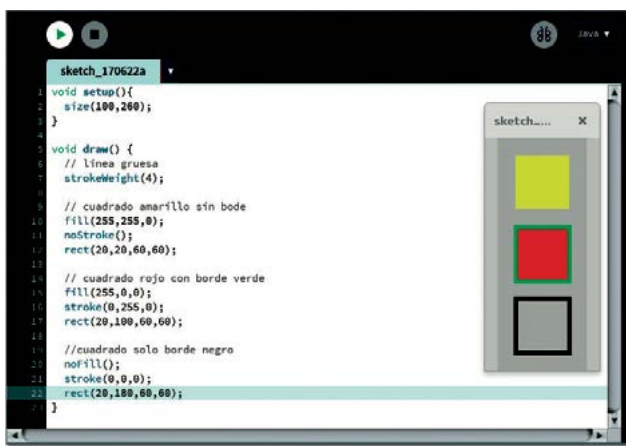 Java ▼
sketch_170622a ▼
1 void setup(){
2 size(100,260);
3 }
4
5 void draw() {
6 // línea gruesa
7 strokeWeight(4);
8
9 // cuadrado amarillo sin bode
10 fill(255,255,0);
11 noStroke();
12 rect(20,20,60,60);
13
14 // cuadrado rojo con borde verde
15 fill(255,0,0);
16 stroke(0,255,0);
17 rect(20,100,60,60);
18
19 //cuadrado solo borde negro
20 noFill();
21 stroke(0,0,0);
22 rect(20,180,60,60);
23 }
sketch_... ×